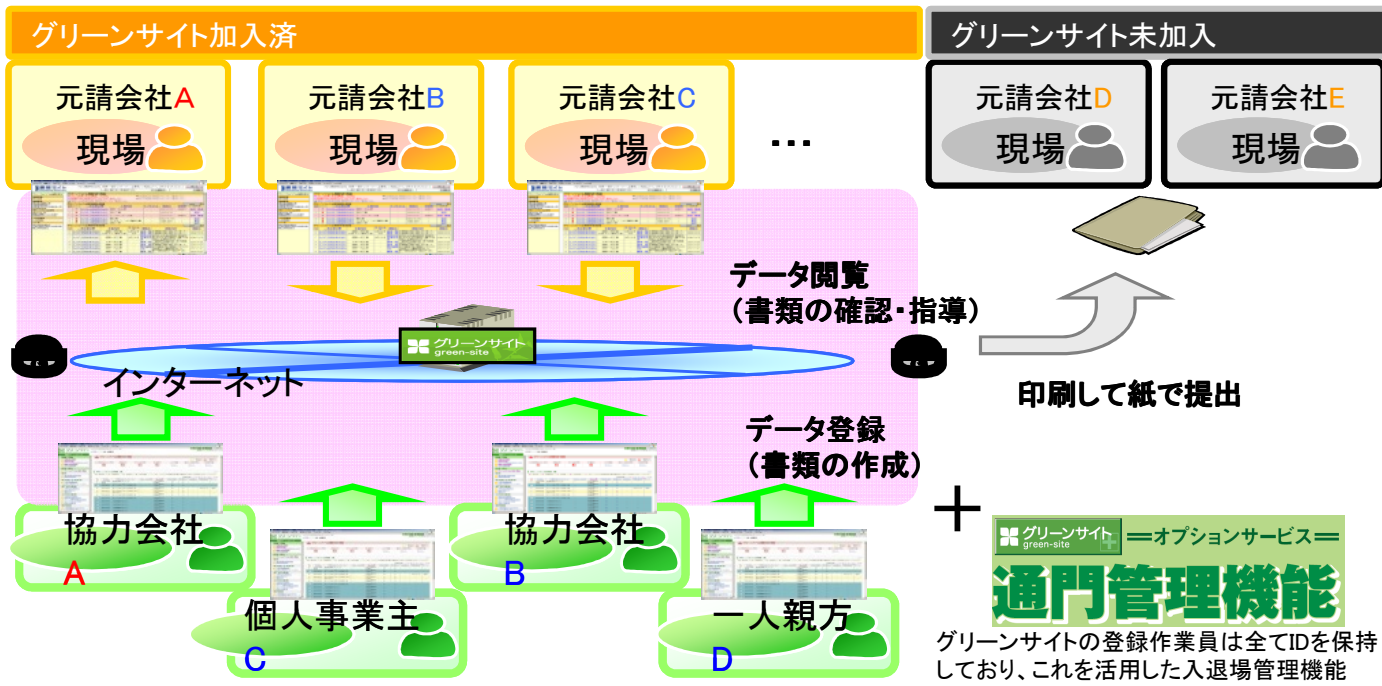 グリーンサイト加入済
グリーンサイト未加入
元請会社A
現場
元請会社B
現場
元請会社C
現場
…
元請会社D
現場
元請会社E
現場
データ閲覧
（書類の確認・指導）
グリーンサイト
green-site
インターネット
印刷して紙で提出
データ登録
（書類の作成）
協力会社
A
個人事業主
C
協力会社
B
一人親方
D
＋
グリーンサイト
green-site
＝オプションサービス＝
通門管理機能
グリーンサイトの登録作業員は全てIDを保持
しており、これを活用した入退場管理機能